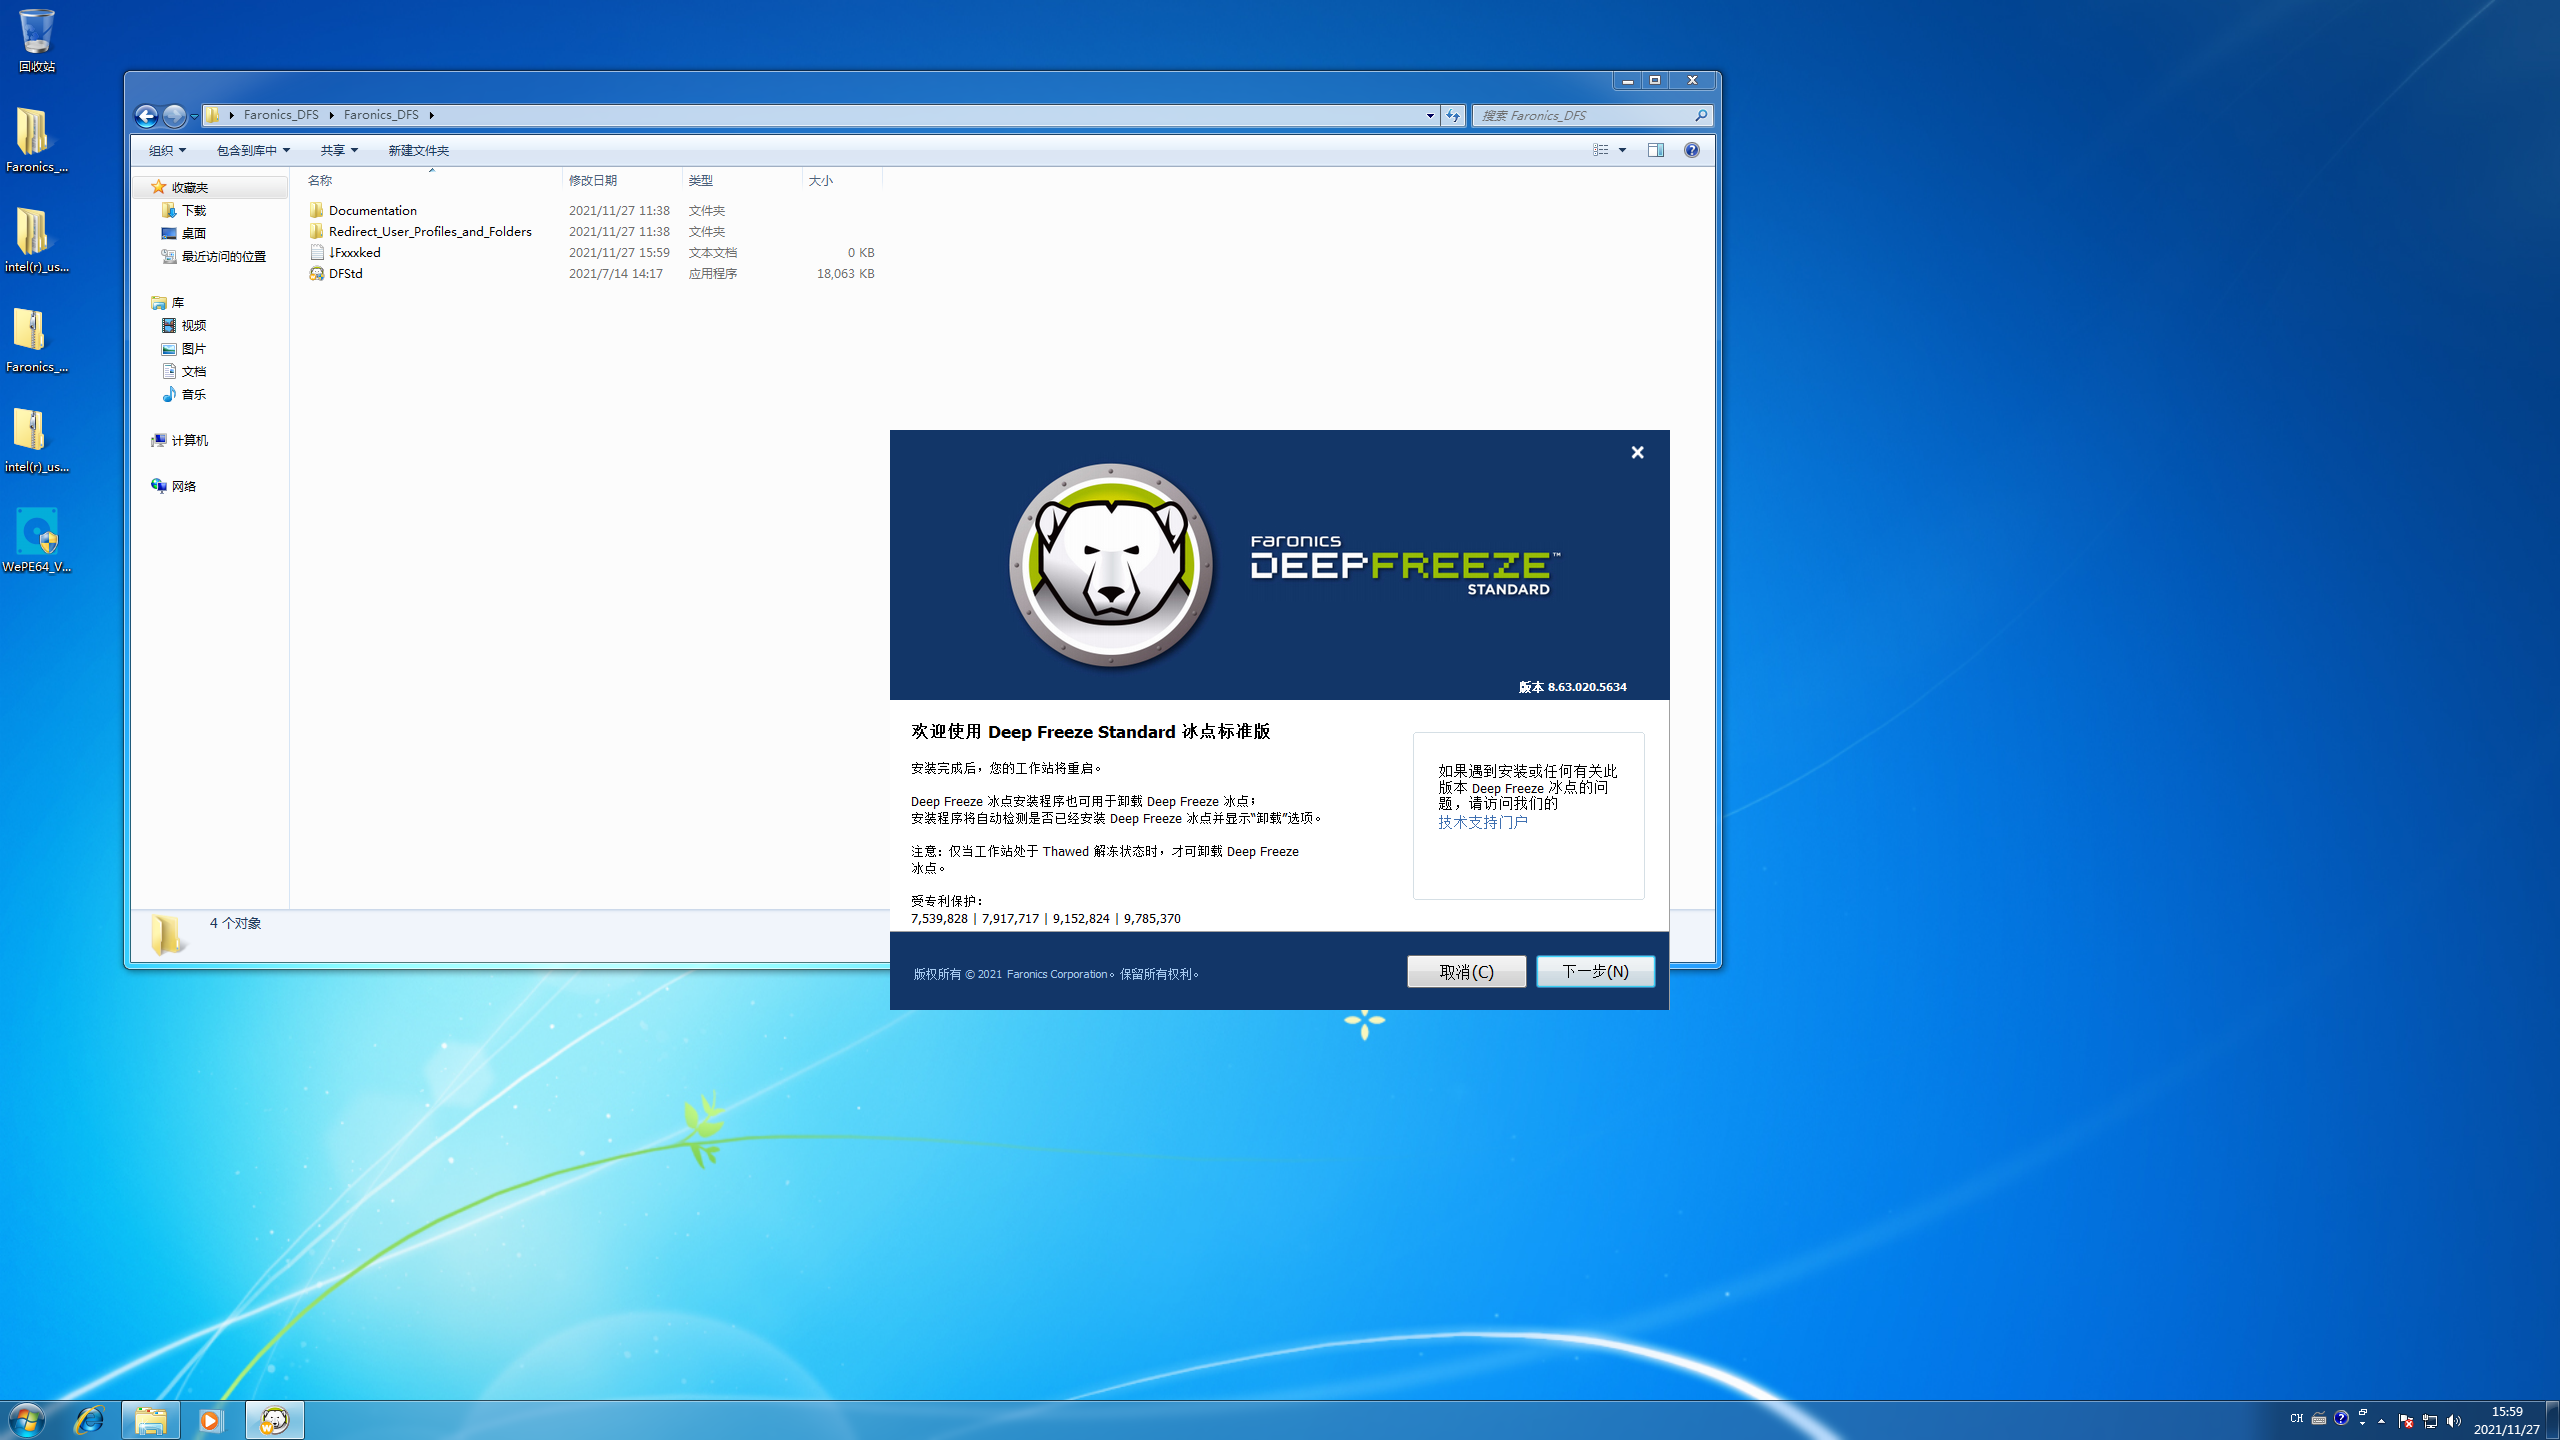 回收站
Faronics_...
intel(r)_us...
Faronics_...
intel(r)_us...
WePE64_V...
Faronics_DFS
Faronics_DFS
搜索 Faronics_DFS
组织
包含到库中
共享
新建文件夹
收藏夹
下载
桌面
最近访问的位置
库
视频
图片
文档
音乐
计算机
网络
名称 修改日期 类型 大小
Documentation 2021/11/27 11:38 文件夹
Redirect_User_Profiles_and_Folders 2021/11/27 11:38 文件夹
↓Fxxxked 2021/11/27 15:59 文本文档 0 KB
DFStd 2021/7/14 14:17 应用程序 18,063 KB
4 个对象
Faronics
DEEPFREEZE™
STANDARD
版本 8.63.020.5634
欢迎使用 Deep Freeze Standard 冰点标准版
安装完成后，您的工作站将重启。
Deep Freeze 冰点安装程序也可用于卸载 Deep Freeze 冰点；
安装程序将自动检测是否已经安装 Deep Freeze 冰点并显示“卸载”选项。
注意：仅当工作站处于 Thawed 解冻状态时，才可卸载 Deep Freeze
冰点。
受专利保护：
7,539,828 | 7,917,717 | 9,152,824 | 9,785,370
如果遇到安装或任何有关此
版本 Deep Freeze 冰点的问
题，请访问我们的
技术支持门户
版权所有 © 2021 Faronics Corporation。保留所有权利。
取消(C)
下一步(N)
CH
15:59
2021/11/27